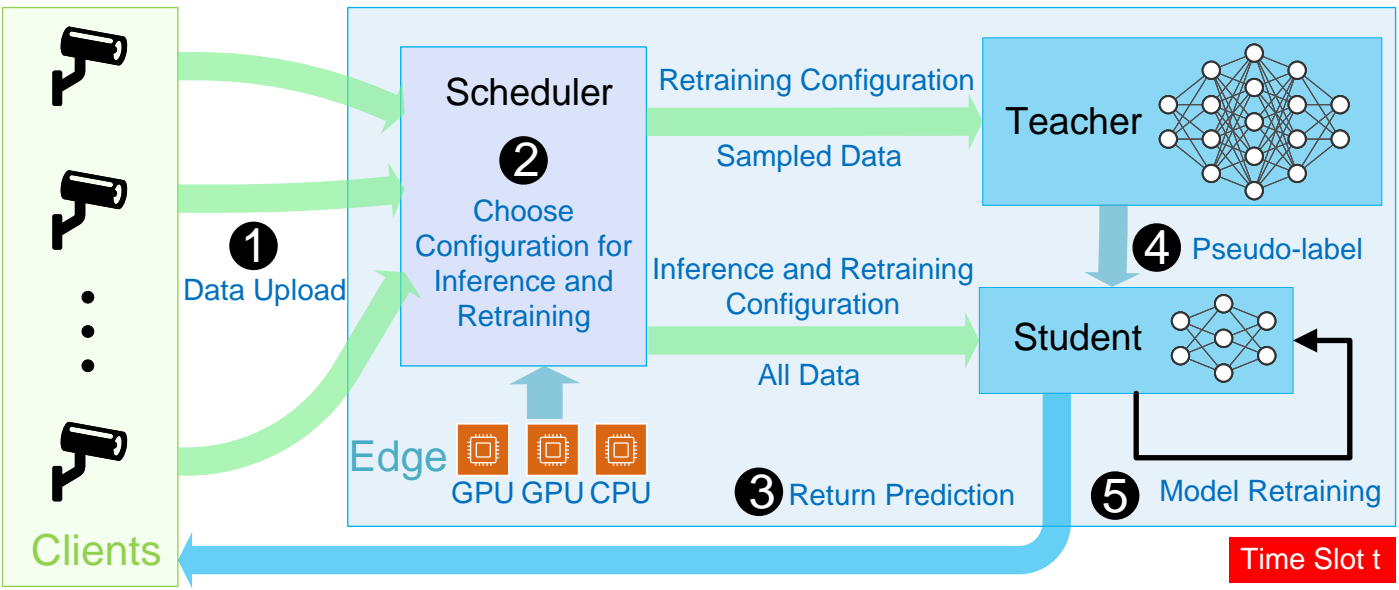 Scheduler
2
Choose
Configuration for
Inference and
Retraining
Retraining Configuration
Sampled Data
Teacher
1
Data Upload
4 Pseudo-label
Inference and Retraining
Configuration
All Data
Student
Edge
GPU GPU CPU
3 Return Prediction
5 Model Retraining
Clients
Time Slot t